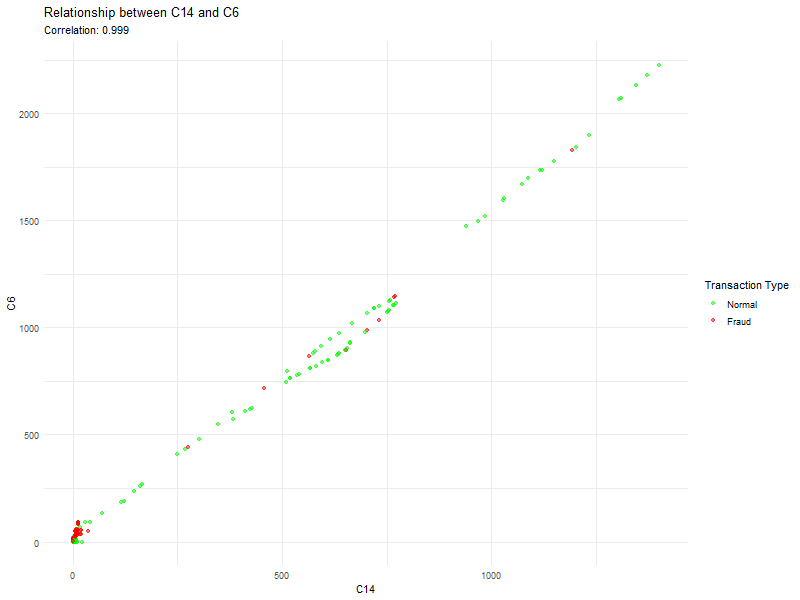 Relationship between C14 and C6
Correlation: 0.999
2000
1500
1000
500
0
C6
0
500
1000
C14
Transaction Type
Normal
Fraud